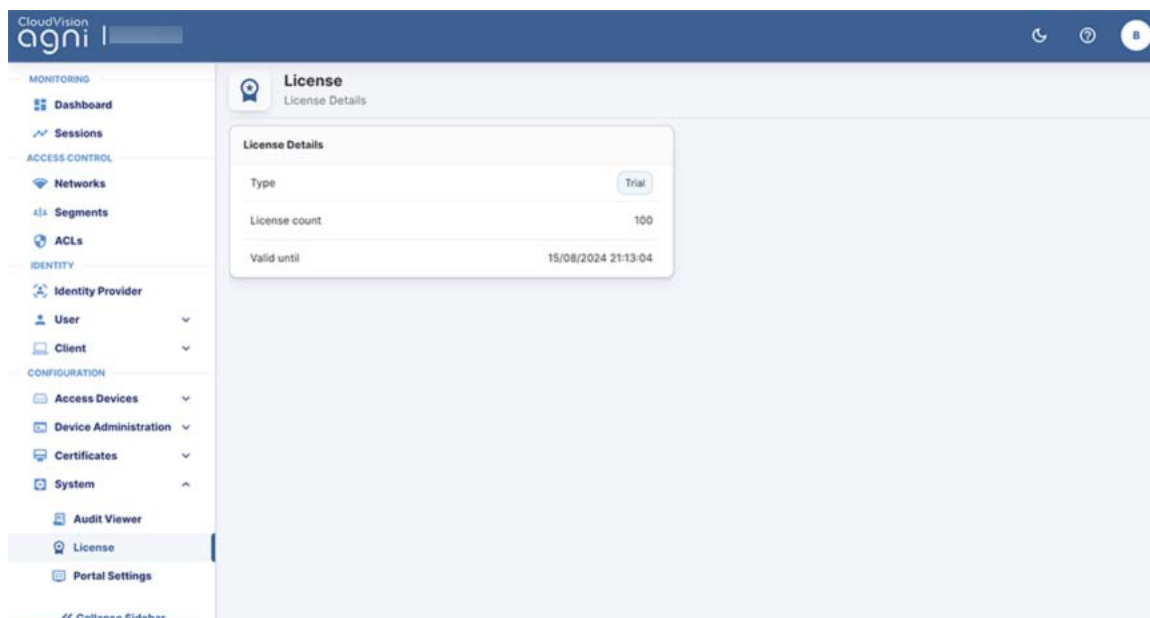 CloudVision
agni
B
MONITORING
Dashboard
Sessions
ACCESS CONTROL
Networks
Segments
ACLs
IDENTITY
Identity Provider
User
Client
CONFIGURATION
Access Devices
Device Administration
Certificates
System
Audit Viewer
License
Portal Settings
Collapse Sidebar
License
License Details
License Details
Type Trial
License count 100
Valid until 15/08/2024 21:13:04